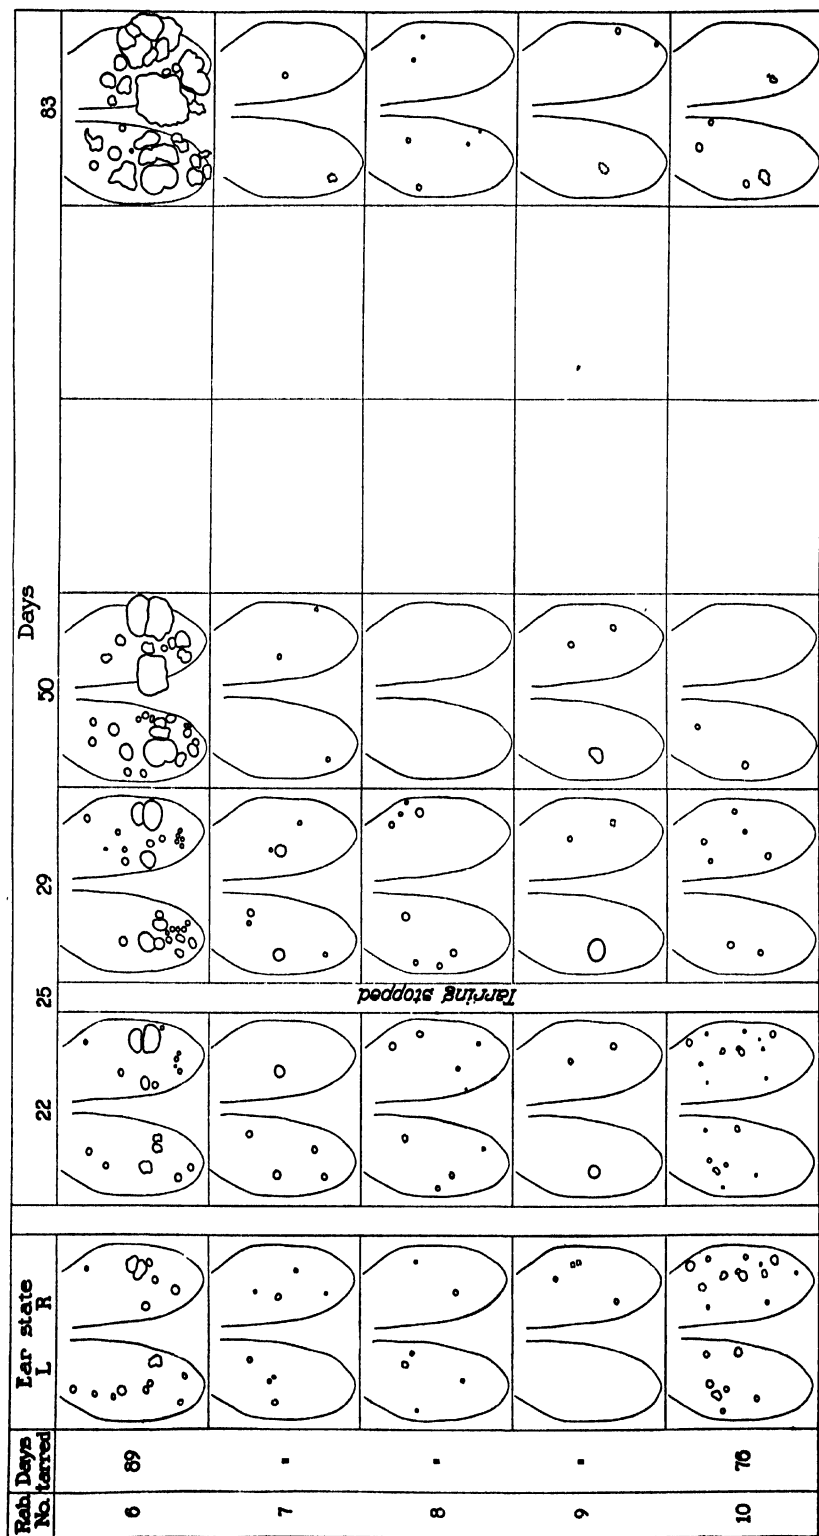 Rab. Days Ear state Days
No. tarred L R 22 25 29 50 83
6 89
7 "
8 "
9 "
10 76
Tarring stopped